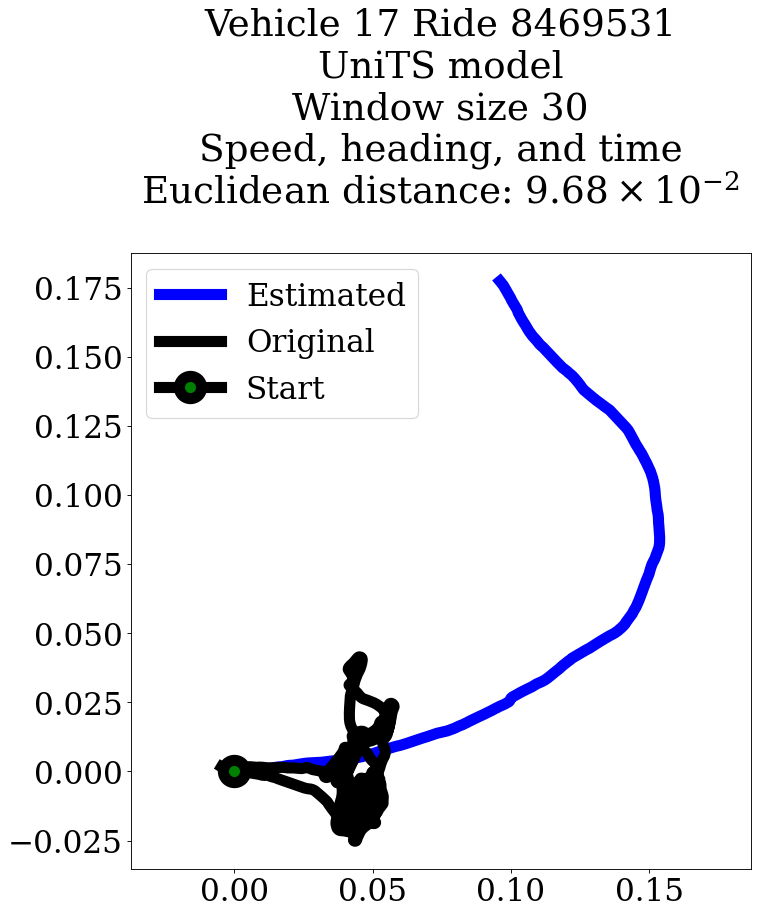 Vehicle 17 Ride 8469531
UniTS model
Window size 30
Speed, heading, and time
Euclidean distance: 9.68 × 10⁻²
Estimated
Original
Start
0.175
0.150
0.125
0.100
0.075
0.050
0.025
0.000
−0.025
0.00 0.05 0.10 0.15